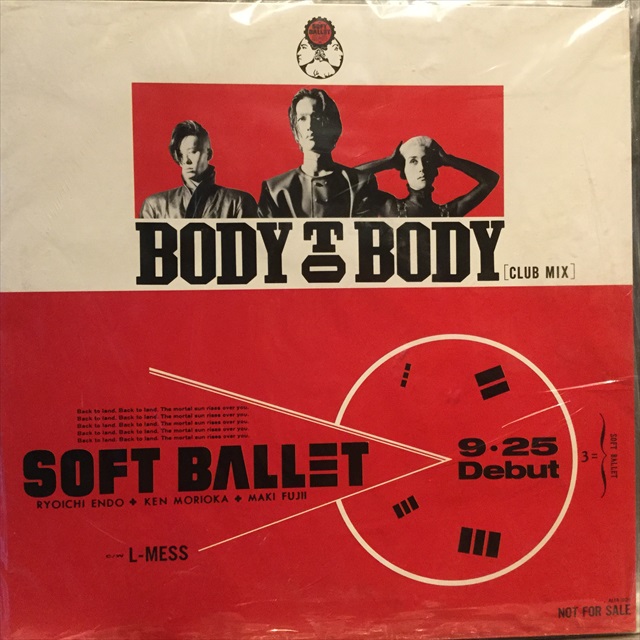 SOFT
BALLET
BODY TO BODY
[CLUB MIX]
Back to land. Back to land. The mortal sun rises over you.
Back to land. Back to land. The mortal sun rises over you.
Back to land. Back to land. The mortal sun rises over you.
Back to land. Back to land. The mortal sun rises over you.
Back to land. Back to land. The mortal sun rises over you.
SOFT BALLET
RYOICHI ENDO + KEN MORIOKA + MAKI FUJII
9·25
Debut
3=
SOFT BALLET
c/w L-MESS
NOT FOR SALE